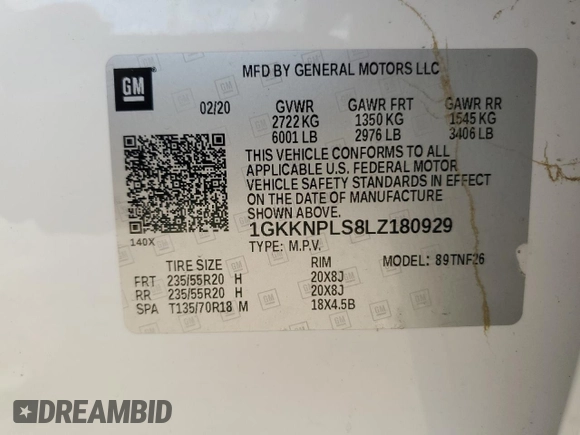 GM
MFD BY GENERAL MOTORS LLC
02/20 GVWR GAWR FRT GAWR RR
2722 KG 1350 KG 1545 KG
6001 LB 2976 LB 3406 LB
THIS VEHICLE CONFORMS TO ALL
APPLICABLE U.S. FEDERAL MOTOR
VEHICLE SAFETY STANDARDS IN EFFECT
ON THE DATE OF MANUFACTURE
SHOWN ABOVE.
140X
1GKKNPLS8LZ180929
TYPE: M.P.V.
TIRE SIZE RIM MODEL: 89TNF26
FRT 235/55R20 H 20X8J
RR 235/55R20 H 20X8J
SPA T135/70R18 M 18X4.5B
DREAMBID